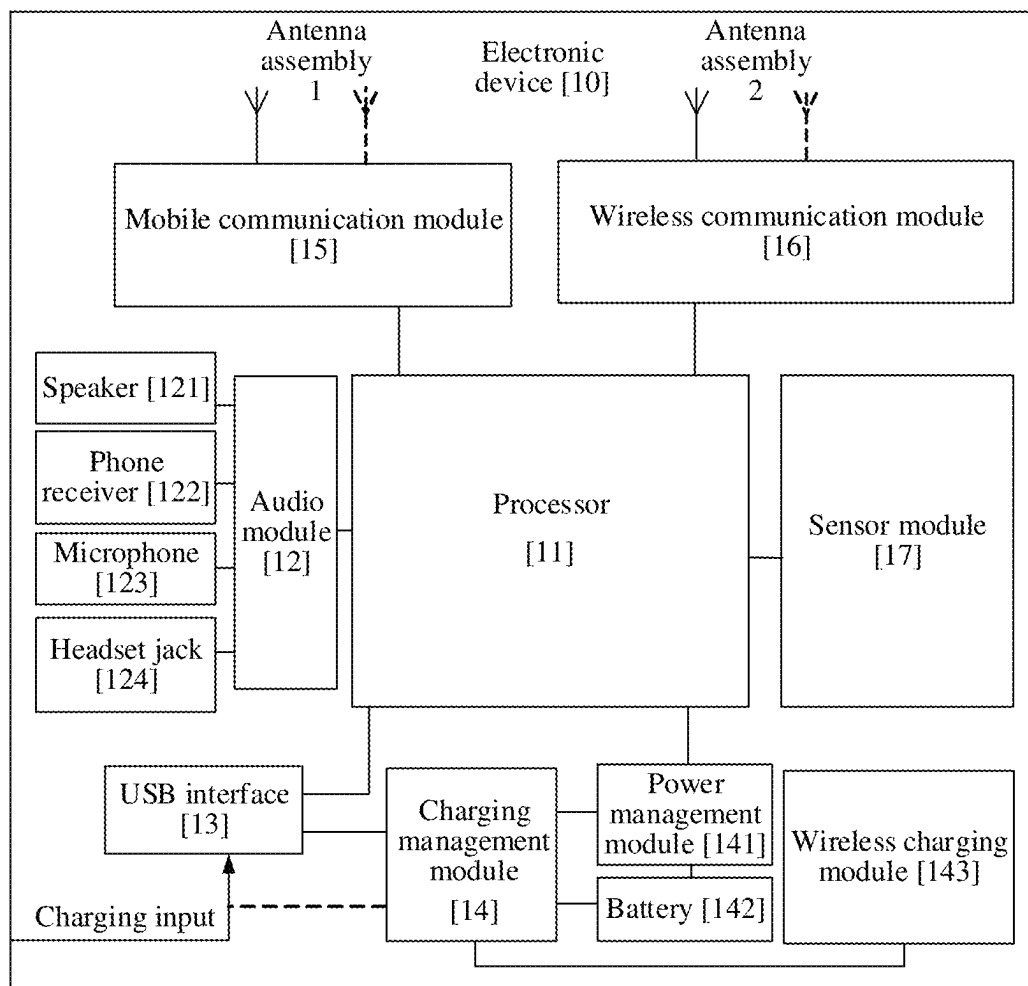 Antenna
assembly
1
Electronic
device [10]
Antenna
assembly
2
Mobile communication module
[15]
Wireless communication module
[16]
Speaker [121]
Phone
receiver [122]
Microphone
[123]
Headset jack
[124]
Audio
module
[12]
Processor
[11]
Sensor module
[17]
USB interface
[13]
Charging
management
module
[14]
Power
management
module [141]
Battery [142]
Wireless charging
module [143]
Charging input